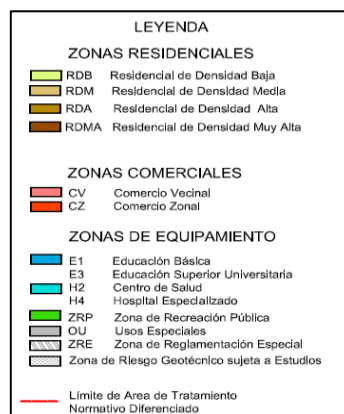 LEYENDA
ZONAS RESIDENCIALES
RDB Residencial de Densidad Baja
RDM Residencial de Densidad Media
RDA Residencial de Densidad Alta
RDMA Residencial de Densidad Muy Alta
ZONAS COMERCIALES
CV Comercio Vecinal
CZ Comercio Zonal
ZONAS DE EQUIPAMIENTO
E1 Educación Básica
E3 Educación Superior Universitaria
H2 Centro de Salud
H4 Hospital Especializado
ZRP Zona de Recreación Pública
OU Usos Especiales
ZRE Zona de Reglamentación Especial
Zona de Riesgo Geotécnico sujeta a Estudios
Límite de Area de Tratamiento
Normativo Diferenciado